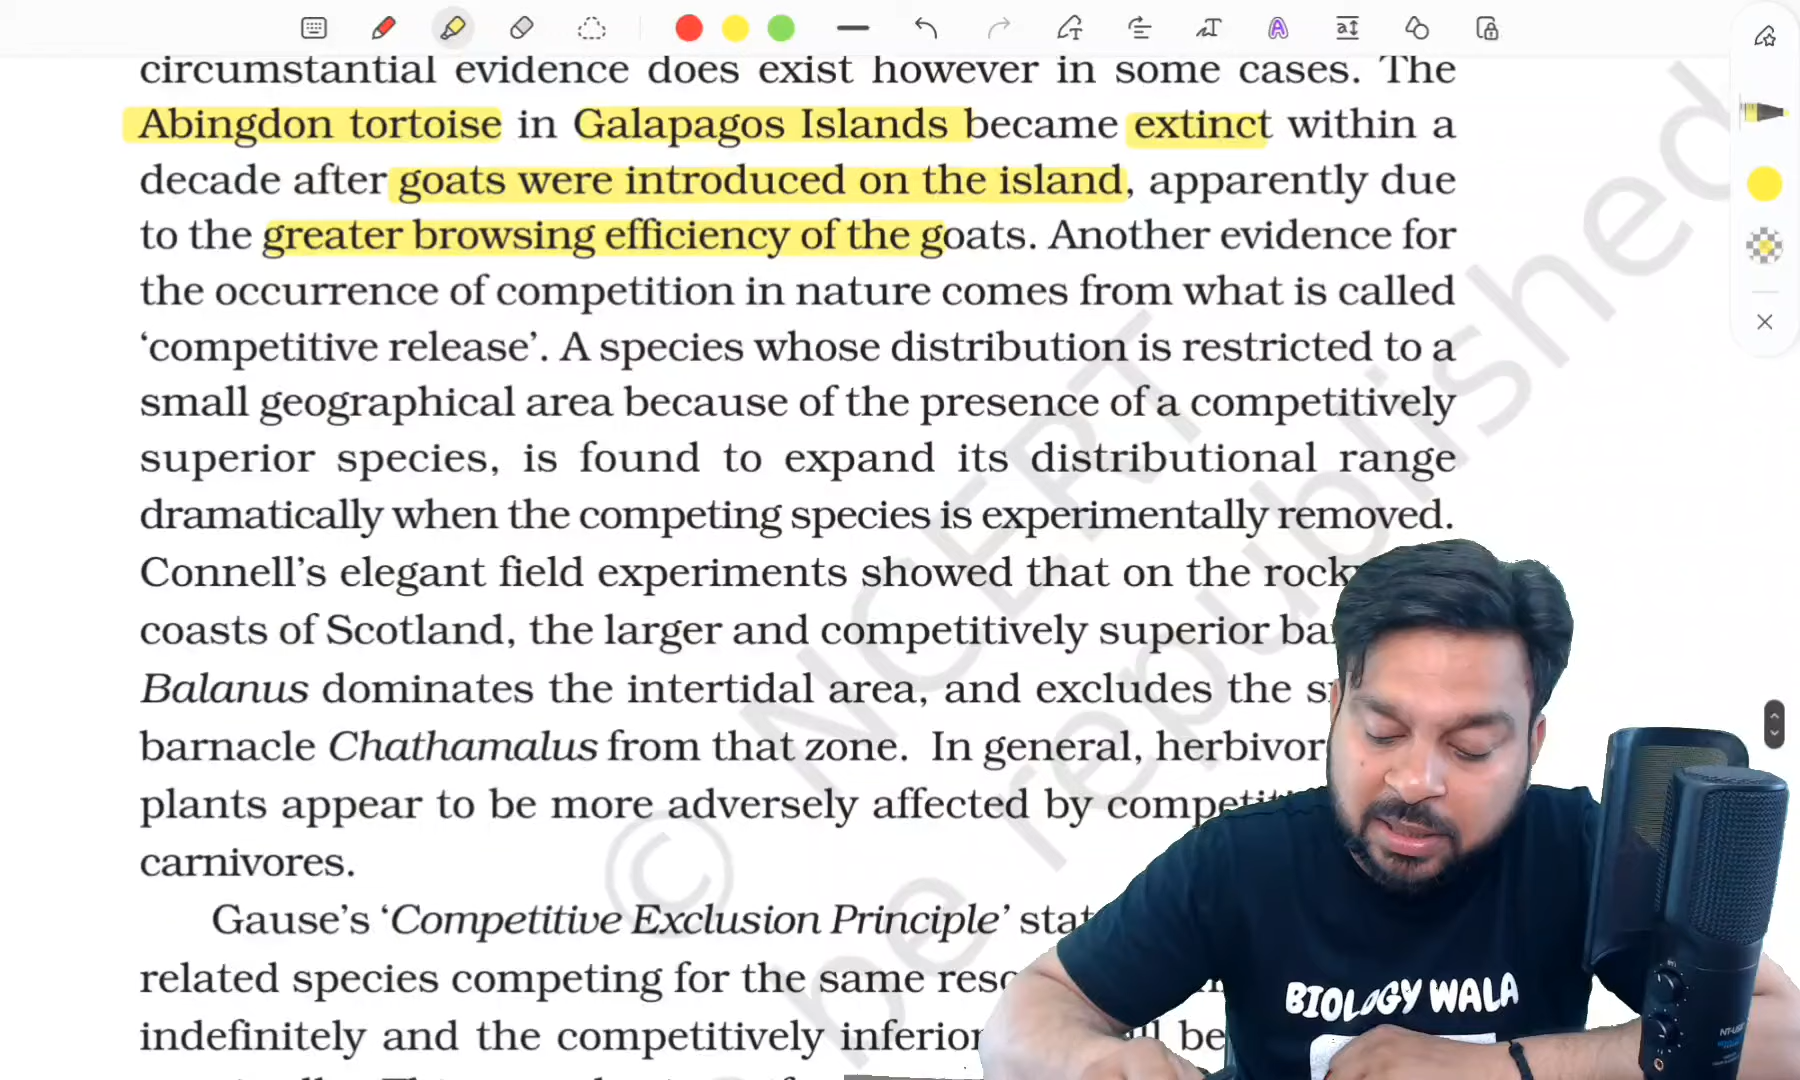 circumstantial evidence does exist however in some cases. The
Abingdon tortoise in Galapagos Islands became extinct within a
decade after goats were introduced on the island, apparently due
to the greater browsing efficiency of the goats. Another evidence for
the occurrence of competition in nature comes from what is called
‘competitive release’. A species whose distribution is restricted to a
small geographical area because of the presence of a competitively
superior species, is found to expand its distributional range
dramatically when the competing species is experimentally removed.
Connell’s elegant field experiments showed that on the
coasts of Scotland, the larger and competitively superior
Balanus dominates the intertidal area, and excludes the
barnacle Chathamalus from that zone. In general,
plants appear to be more adversely affected by
carnivores.
Gause’s ‘Competitive Exclusion Principle’
related species competing for the same
indefinitely and the competitively be
© NCERT
be republished
BIOLOGY WALA